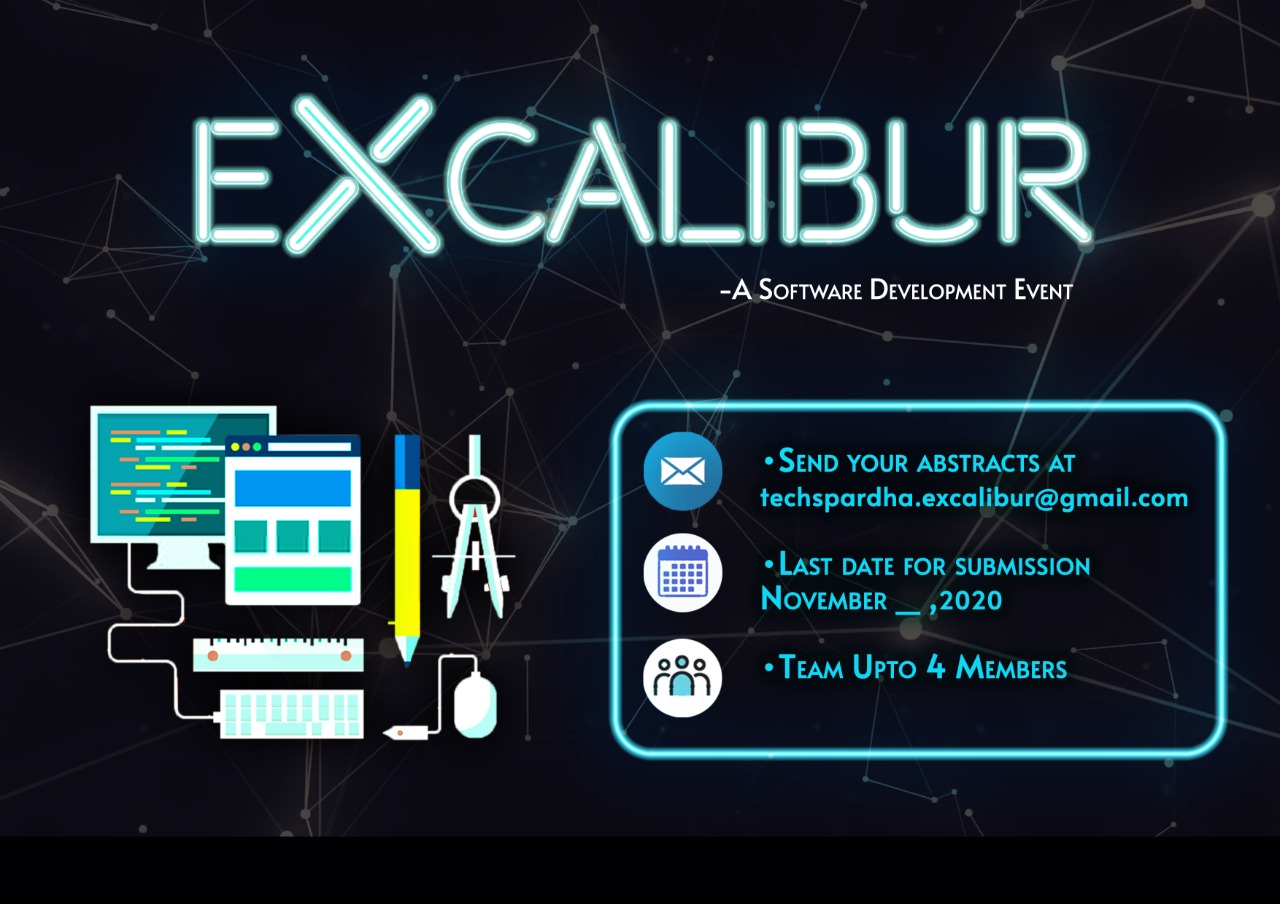 EXCALIBUR
-A Software Development Event
•Send your abstracts at
techspardha.excalibur@gmail.com
•Last date for submission
November __ ,2020
•Team Upto 4 Members